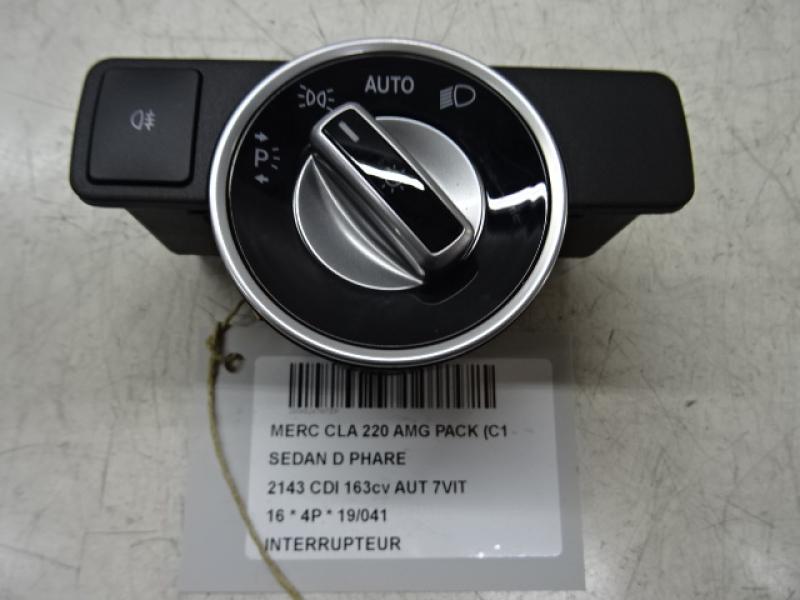 AUTO
P
MERC CLA 220 AMG PACK (C1
SEDAN D PHARE
2143 CDI 163cv AUT 7VIT
16 * 4P * 19/041
INTERRUPTEUR